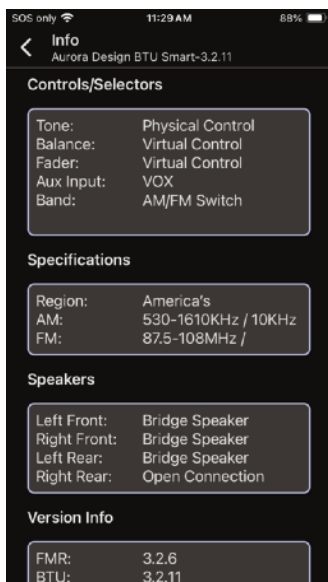 SOS only 11:29 AM 88%
Info
Aurora Design BTU Smart-3.2.11
Controls/Selectors
Tone: Physical Control
Balance: Virtual Control
Fader: Virtual Control
Aux Input: VOX
Band: AM/FM Switch
Specifications
Region: America's
AM: 530-1610KHz / 10KHz
FM: 87.5-108MHz /
Speakers
Left Front: Bridge Speaker
Right Front: Bridge Speaker
Left Rear: Bridge Speaker
Right Rear: Open Connection
Version Info
FMR: 3.2.6
BTU: 3.2.11